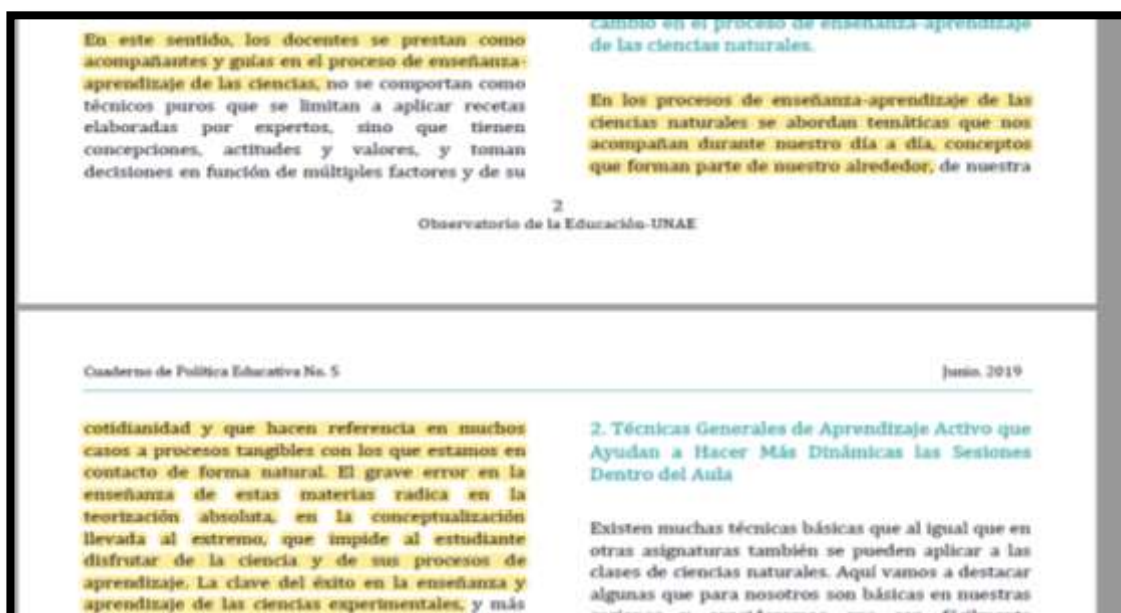 En este sentido, los docentes se prestan como
acompañantes y guías en el proceso de enseñanza-
aprendizaje de las ciencias, no se comportan como
técnicos puros que se limitan a aplicar recetas
elaboradas por expertos, sino que tienen
concepciones, actitudes y valores, y toman
decisiones en función de múltiples factores y de su
cambio en el proceso de enseñanza-aprendizaje
de las ciencias naturales.
En los procesos de enseñanza-aprendizaje de las
ciencias naturales se abordan temáticas que nos
acompañan durante nuestro día a día, conceptos
que forman parte de nuestro alrededor, de nuestra
2
Observatorio de la Educación-UNAE
Cuaderno de Política Educativa No. 5
Junio. 2019
cotidianidad y que hacen referencia en muchos
casos a procesos tangibles con los que estamos en
contacto de forma natural. El grave error en la
enseñanza de estas materias radica en la
teorización absoluta, en la conceptualización
llevada al extremo, que impide al estudiante
disfrutar de la ciencia y de sus procesos de
aprendizaje. La clave del éxito en la enseñanza y
aprendizaje de las ciencias experimentales, y más
2. Técnicas Generales de Aprendizaje Activo que
Ayudan a Hacer Más Dinámicas las Sesiones
Dentro del Aula
Existen muchas técnicas básicas que al igual que en
otras asignaturas también se pueden aplicar a las
clases de ciencias naturales. Aquí vamos a destacar
algunas que para nosotros son básicas en nuestras